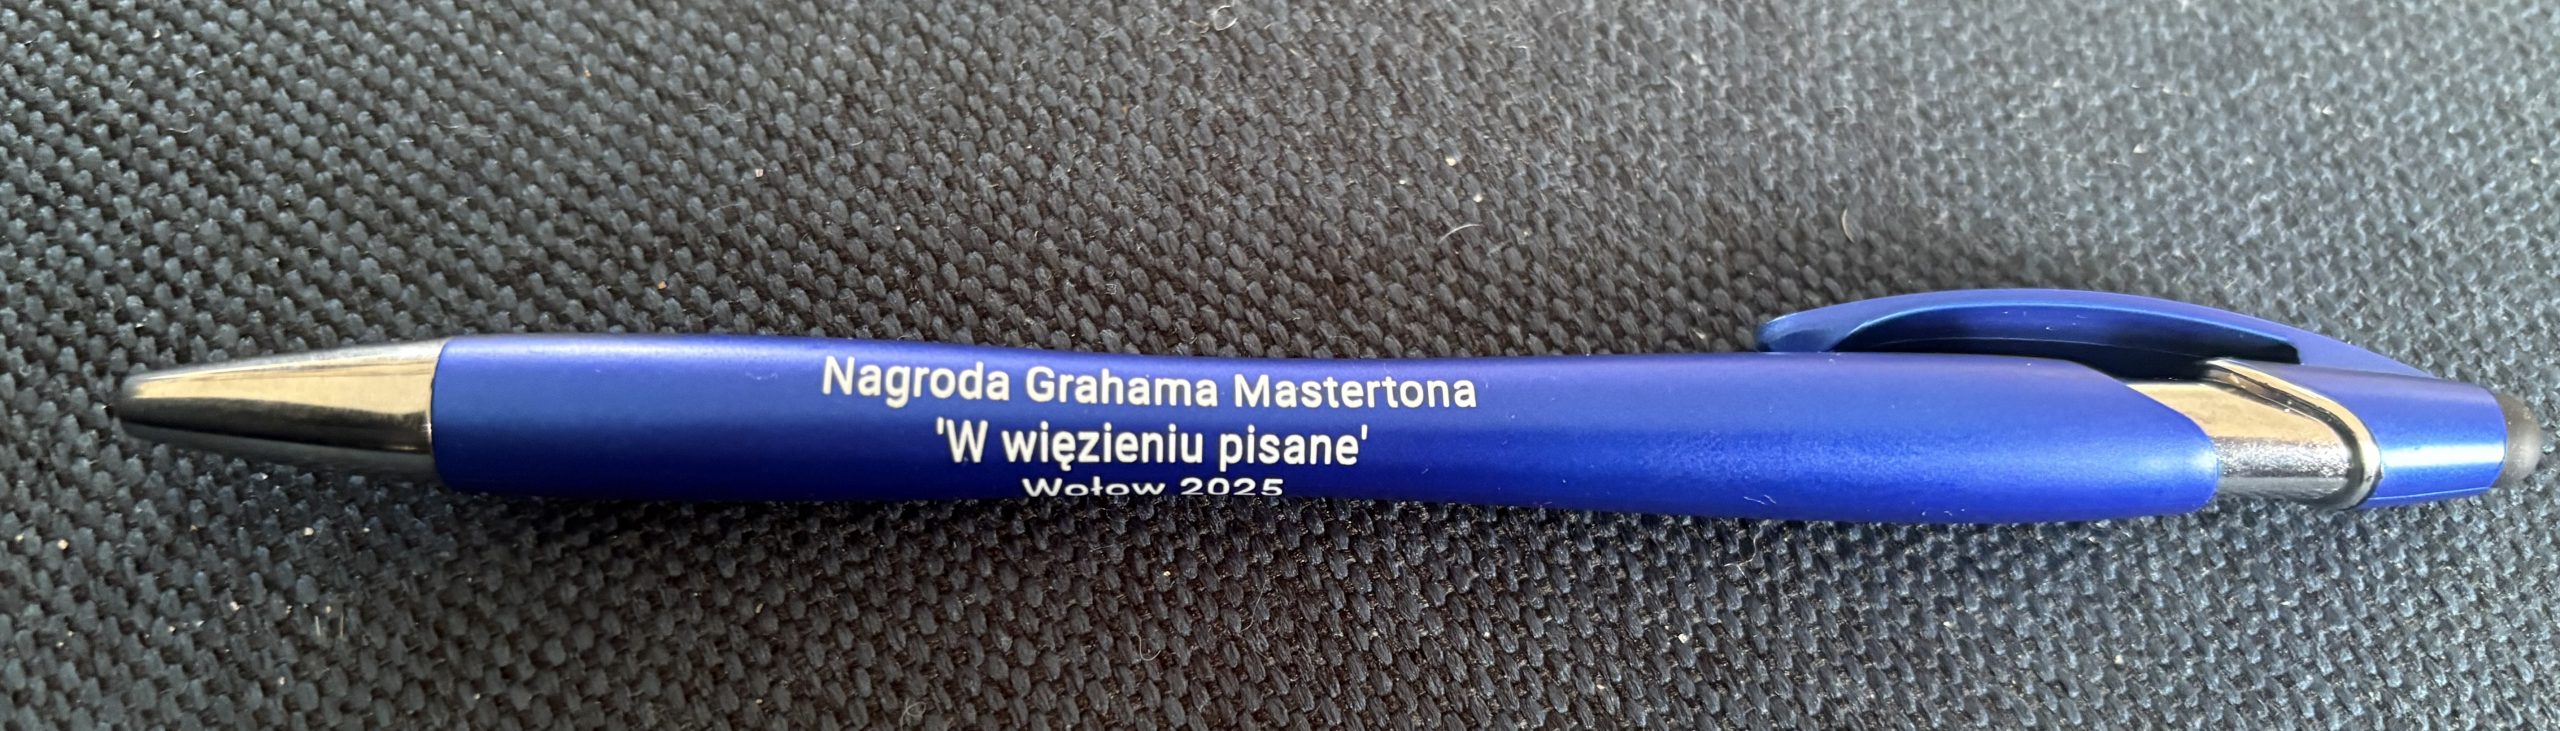 Nagroda Grahama Mastertona
'W więzieniu pisane'
Wołow 2025